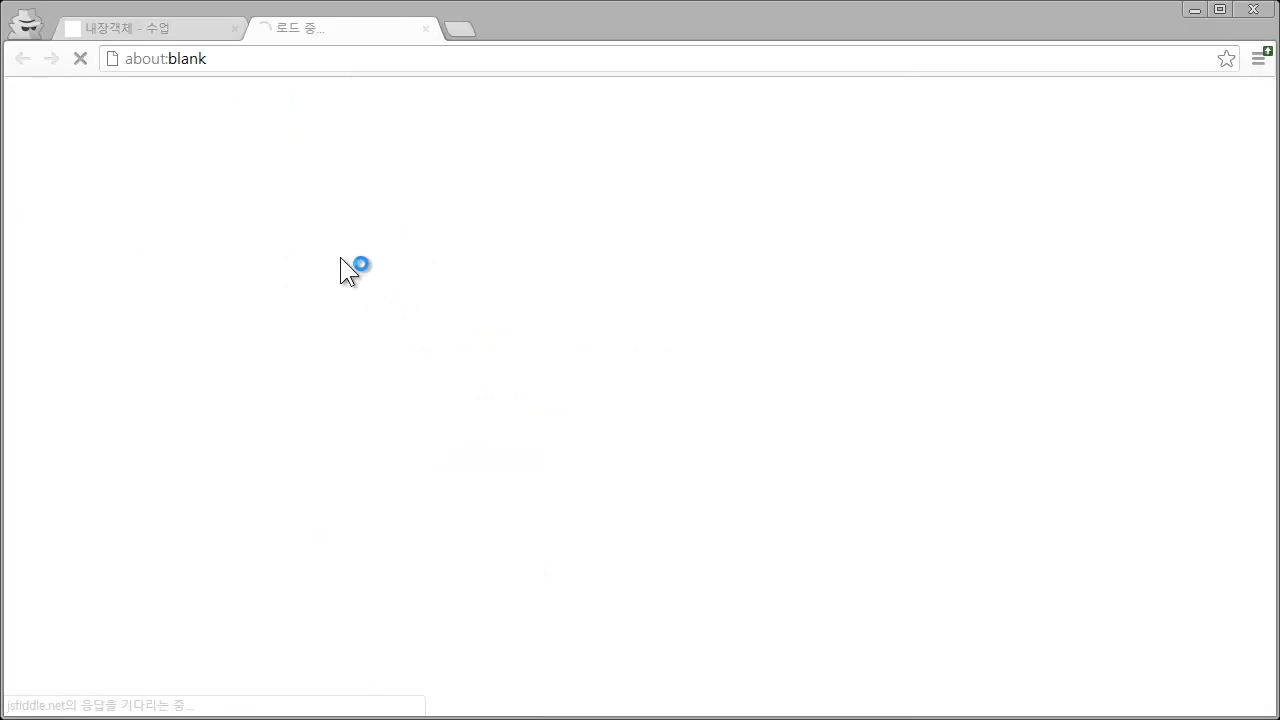 내장객체 - 수업
로드 중...
about:blank
jsfiddle.net의 응답을 기다리는 중...